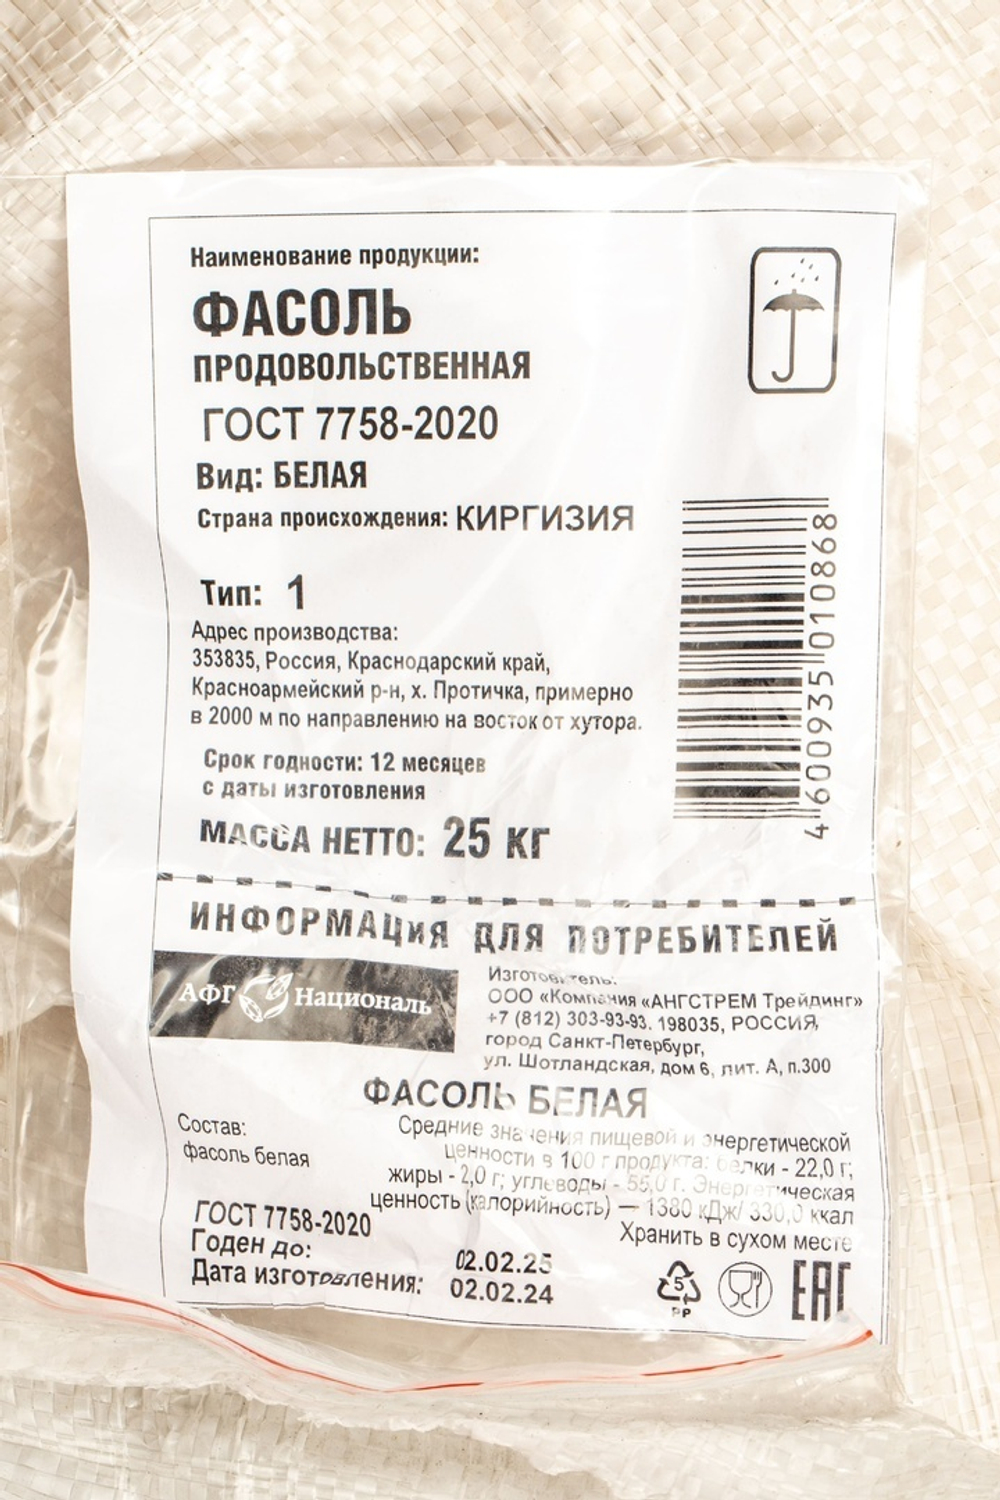 Наименование продукции:
ФАСОЛЬ
ПРОДОВОЛЬСТВЕННАЯ
ГОСТ 7758-2020
Вид: БЕЛАЯ
Страна происхождения: КИРГИЗИЯ
Тип: 1
Адрес производства:
353835, Россия, Краснодарский край,
Красноармейский р-н, х. Протичка, примерно
в 2000 м по направлению на восток от хутора.
Срок годности: 12 месяцев
с даты изготовления
МАССА НЕТТО: 25 КГ
4 600935 010868
ИНФОРМАЦИЯ ДЛЯ ПОТРЕБИТЕЛЕЙ
АФГ Националь
Изготовитель:
ООО «Компания «АНГСТРЕМ Трейдинг»
+7 (812) 303-93-93. 198035, РОССИЯ,
город Санкт-Петербург,
ул. Шотландская, дом 6, лит. А, п.300
ФАСОЛЬ БЕЛАЯ
Состав:
фасоль белая
Средние значения пищевой и энергетической
ценности в 100 г продукта: белки - 22,0 г;
жиры - 2,0 г; углеводы - 55,0 г. Энергетическая
ценность (калорийность) — 1380 кДж/ 330,0 ккал
Хранить в сухом месте
ГОСТ 7758-2020
Годен до: 02.02.25
Дата изготовления: 02.02.24
5
PP
ЕАС